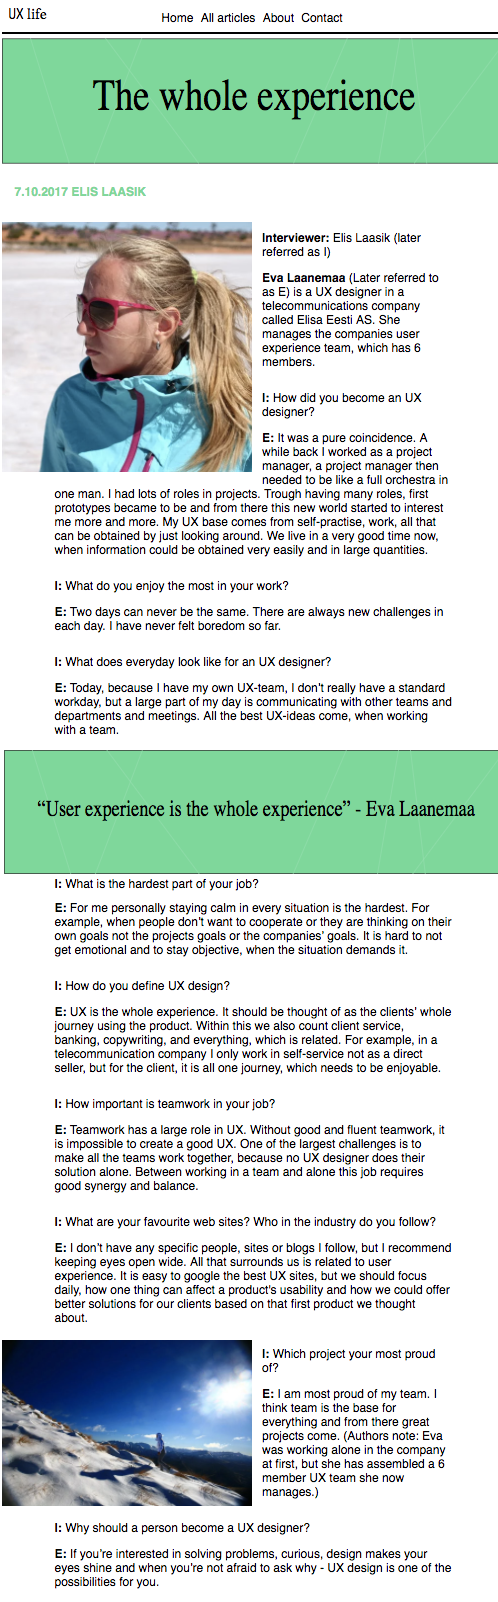 UX life
Home All articles About Contact
The whole experience
7.10.2017 ELIS LAASIK
Interviewer: Elis Laasik (later
referred as I)
Eva Laanemaa (Later referred to
as E) is a UX designer in a
telecommunications company
called Elisa Eesti AS. She
manages the companies user
experience team, which has 6
members.
I: How did you become an UX
designer?
E: It was a pure coincidence. A
while back I worked as a project
manager, a project manager then
needed to be like a full orchestra in
one man. I had lots of roles in projects. Trough having many roles, first
prototypes became to be and from there this new world started to interest
me more and more. My UX base comes from self-practise, work, all that
can be obtained by just looking around. We live in a very good time now,
when information could be obtained very easily and in large quantities.
I: What do you enjoy the most in your work?
E: Two days can never be the same. There are always new challenges in
each day. I have never felt boredom so far.
I: What does everyday look like for an UX designer?
E: Today, because I have my own UX-team, I don't really have a standard
workday, but a large part of my day is communicating with other teams and
departments and meetings. All the best UX-ideas come, when working
with a team.
“User experience is the whole experience” - Eva Laanemaa
I: What is the hardest part of your job?
E: For me personally staying calm in every situation is the hardest. For
example, when people don't want to cooperate or they are thinking on their
own goals not the projects goals or the companies’ goals. It is hard to not
get emotional and to stay objective, when the situation demands it.
I: How do you define UX design?
E: UX is the whole experience. It should be thought of as the clients’ whole
journey using the product. Within this we also count client service,
banking, copywriting, and everything, which is related. For example, in a
telecommunication company I only work in self-service not as a direct
seller, but for the client, it is all one journey, which needs to be enjoyable.
I: How important is teamwork in your job?
E: Teamwork has a large role in UX. Without good and fluent teamwork, it
is impossible to create a good UX. One of the largest challenges is to
make all the teams work together, because no UX designer does their
solution alone. Between working in a team and alone this job requires
good synergy and balance.
I: What are your favourite web sites? Who in the industry do you follow?
E: I don’t have any specific people, sites or blogs I follow, but I recommend
keeping eyes open wide. All that surrounds us is related to user
experience. It is easy to google the best UX sites, but we should focus
daily, how one thing can affect a product's usability and how we could offer
better solutions for our clients based on that first product we thought
about.
I: Which project your most proud
of?
E: I am most proud of my team. I
think team is the base for
everything and from there great
projects come. (Authors note: Eva
was working alone in the company
at first, but she has assembled a 6
member UX team she now
manages.)
I: Why should a person become a UX designer?
E: If you’re interested in solving problems, curious, design makes your
eyes shine and when you’re not afraid to ask why - UX design is one of the
possibilities for you.